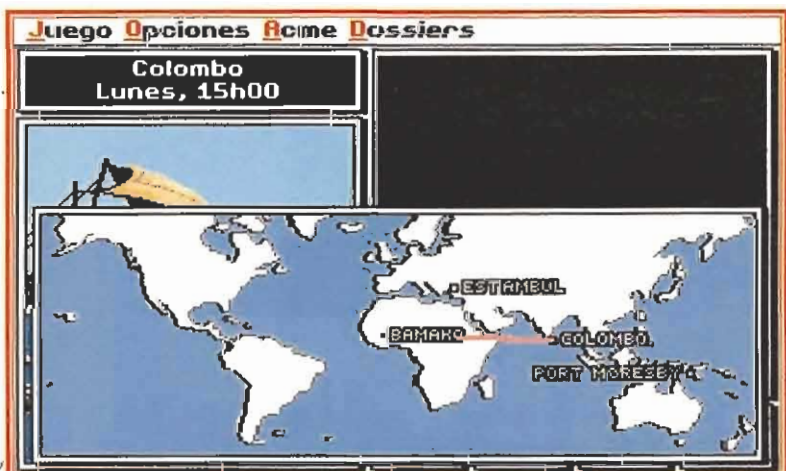 Juego Opciones Acme Dossiers
Colombo
Lunes, 15h00
ESTAMBUL
BAMAKO
COLOMBO
PORT MORESBY